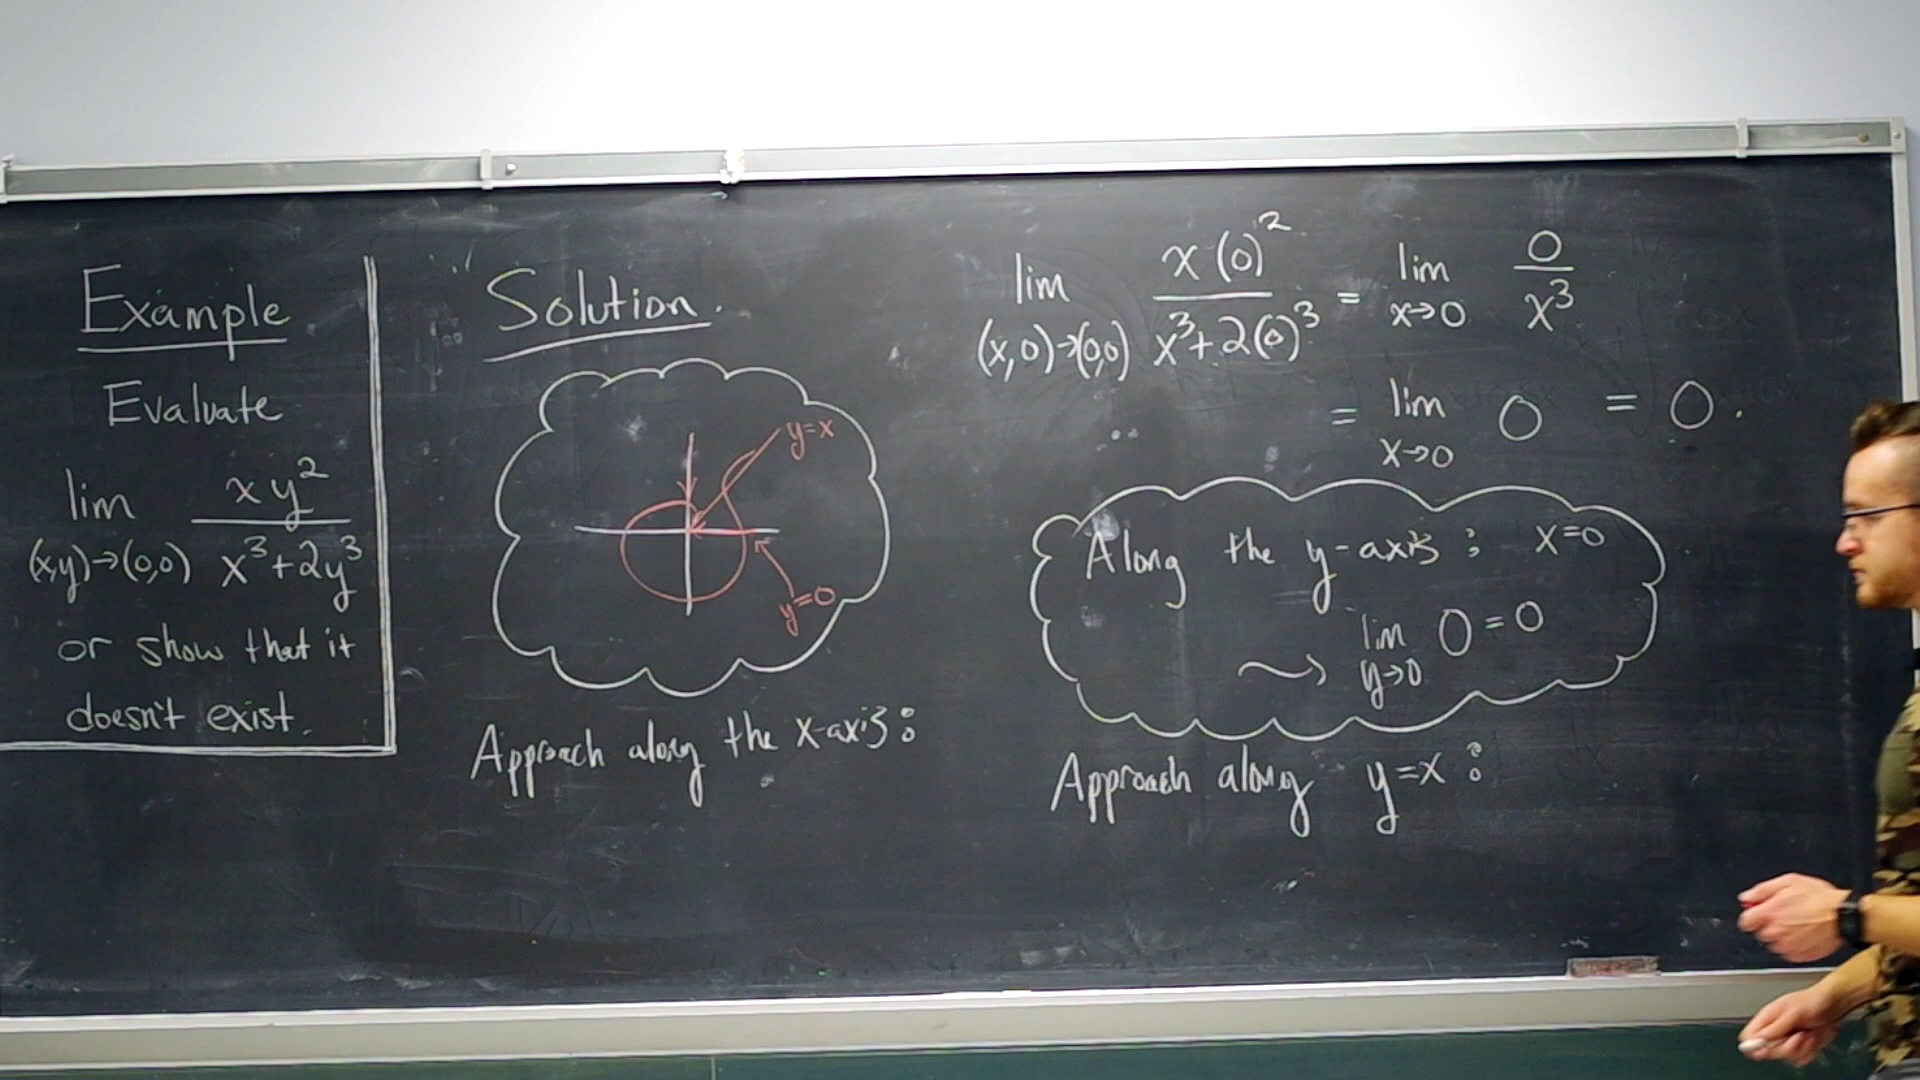 Example
Evaluate
lim xy²
(x,y)→(0,0) x³+2y³
or show that it
doesn't exist.
Solution.
y=x
y=0
Approach along the x-axis:
lim x(0)² = lim 0
(x,0)→(0,0) x³+2(0)³ x→0 x³
= lim 0 = 0.
x→0
Along the y-axis: x=0
⇝ lim 0=0
y→0
Approach along y=x: